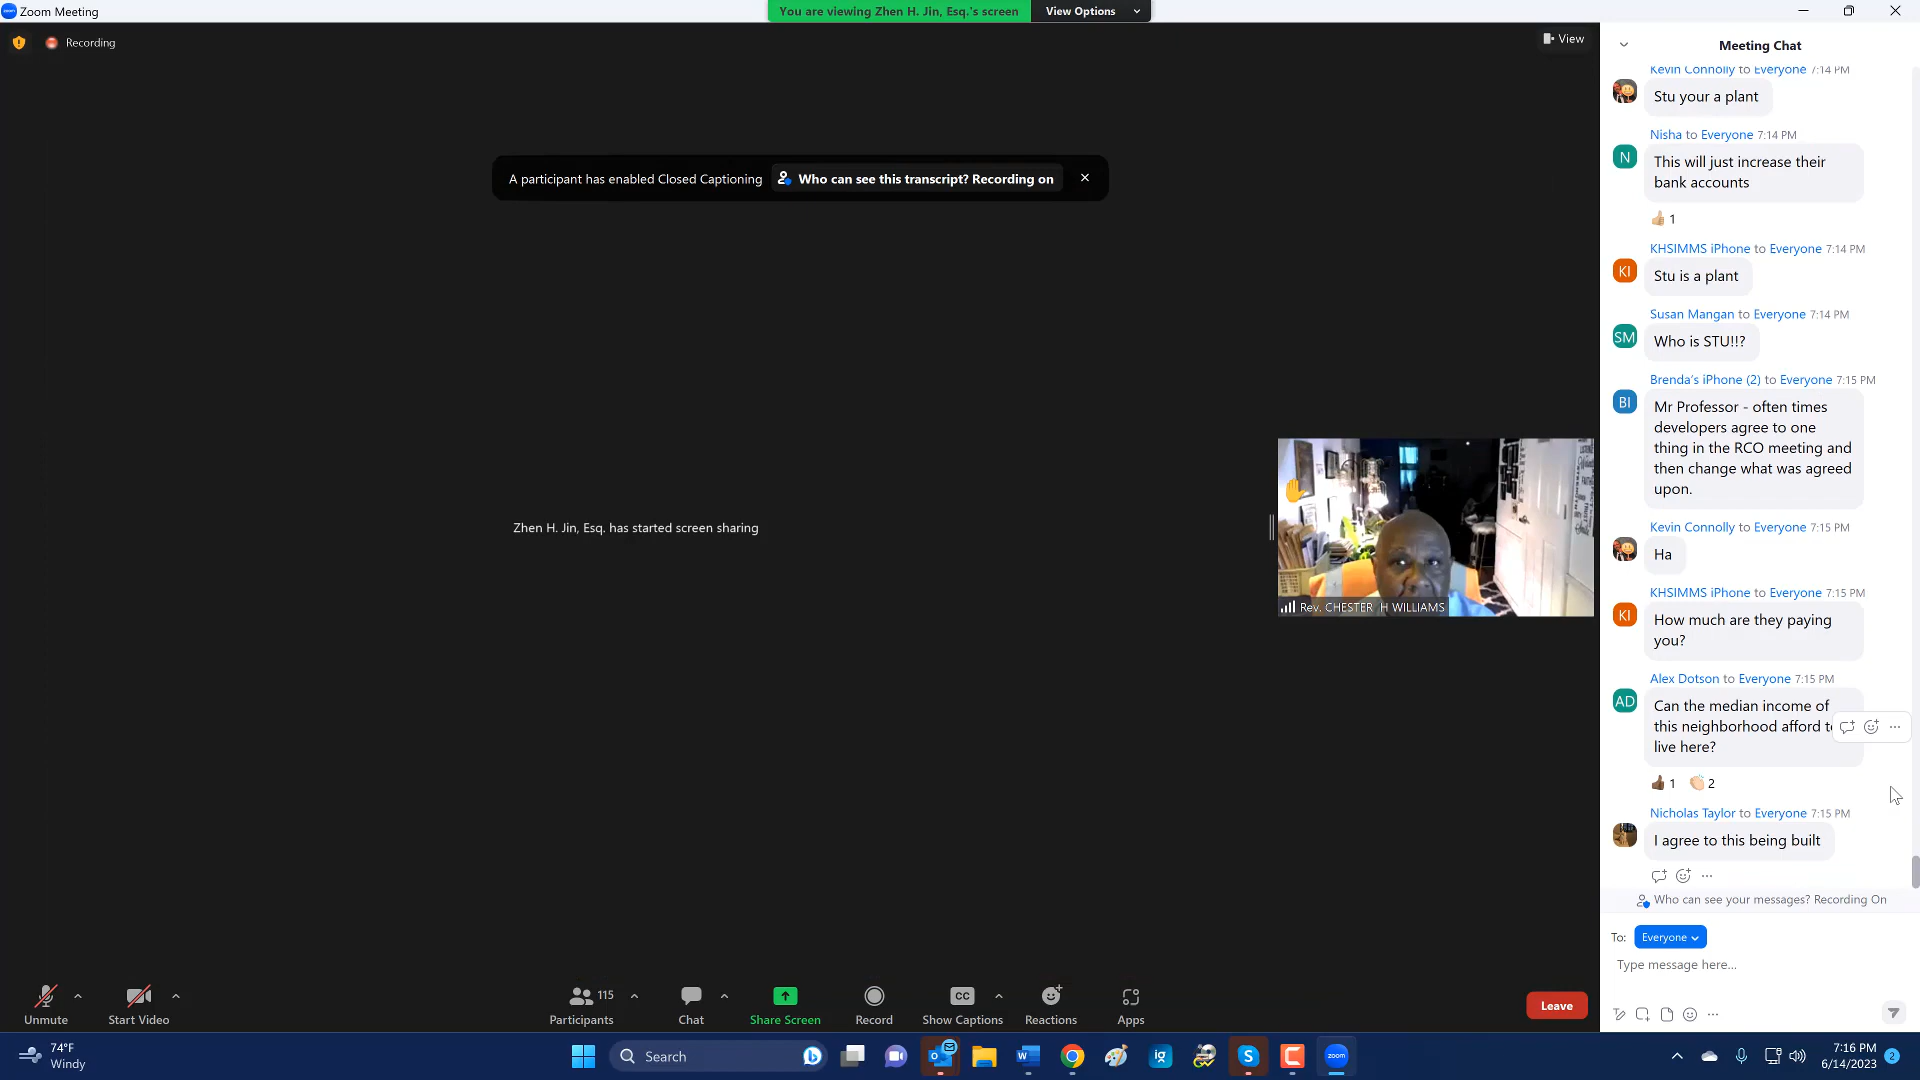 Zoom Meeting
You are viewing Zhen H. Jin, Esq.'s screen
View Options
Recording
View
A participant has enabled Closed Captioning
Who can see this transcript? Recording on
Zhen H. Jin, Esq. has started screen sharing
Rev. CHESTER H WILLIAMS
Meeting Chat
Kevin Connolly to Everyone 7:14 PM
Stu your a plant
Nisha to Everyone 7:14 PM
N
This will just increase their
bank accounts
1
KHSIMMS iPhone to Everyone 7:14 PM
KI
Stu is a plant
Susan Mangan to Everyone 7:14 PM
SM
Who is STU!!?
Brenda's iPhone (2) to Everyone 7:15 PM
BI
Mr Professor - often times
developers agree to one
thing in the RCO meeting and
then change what was agreed
upon.
Kevin Connolly to Everyone 7:15 PM
Ha
KHSIMMS iPhone to Everyone 7:15 PM
KI
How much are they paying
you?
Alex Dotson to Everyone 7:15 PM
AD
Can the median income of
this neighborhood afford
live here?
1 2
Nicholas Taylor to Everyone 7:15 PM
I agree to this being built
Who can see your messages? Recording On
To: Everyone
Type message here...
Unmute
Start Video
115
Participants
Chat
Share Screen
Record
CC
Show Captions
Reactions
Apps
Leave
74°F
Windy
Search
zoom
7:16 PM
6/14/2023
2